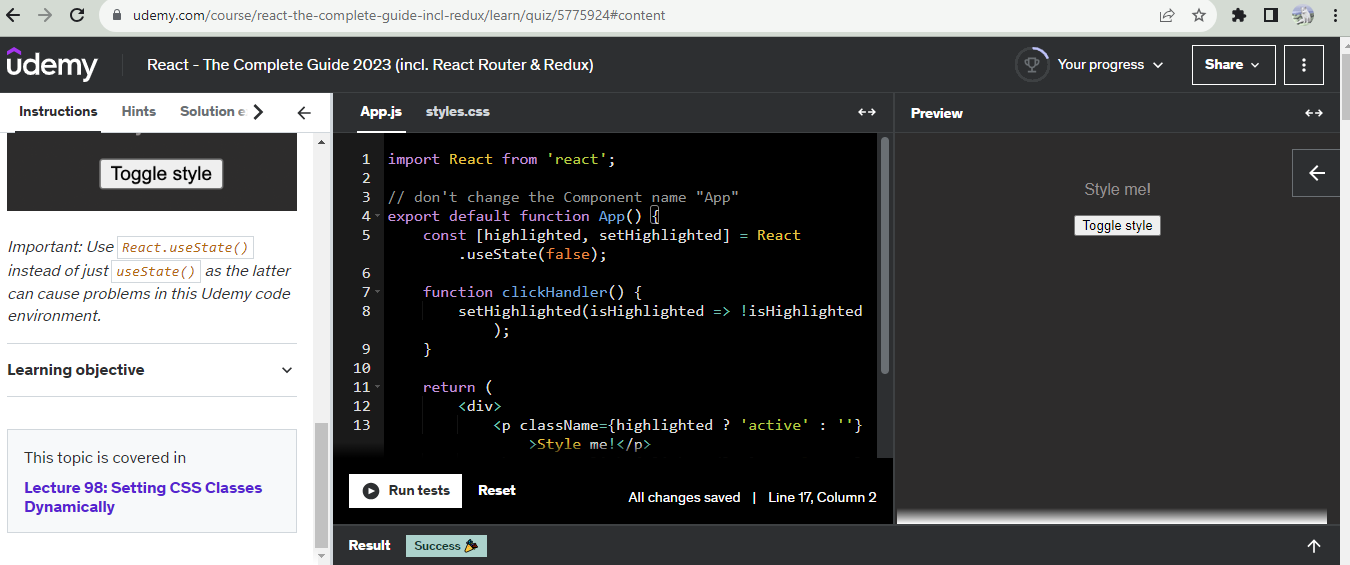 udemy.com/course/react-the-complete-guide-incl-redux/learn/quiz/5775924#content
udemy
React - The Complete Guide 2023 (incl. React Router & Redux)
Your progress
Share
Instructions
Hints
Solution e
Toggle style
Important: Use React.useState()
instead of just useState() as the latter
can cause problems in this Udemy code
environment.
Learning objective
This topic is covered in
Lecture 98: Setting CSS Classes
Dynamically
App.js
styles.css
1 import React from 'react';
2
3 // don't change the Component name "App"
4 export default function App() {
5 const [highlighted, setHighlighted] = React
.useState(false);
6
7 function clickHandler() {
8 setHighlighted(isHighlighted => !isHighlighted
);
9 }
10
11 return (
12 <div>
13 <p className={highlighted ? 'active' : ''}
>Style me!</p>
Run tests
Reset
All changes saved | Line 17, Column 2
Result
Success
Preview
Style me!
Toggle style